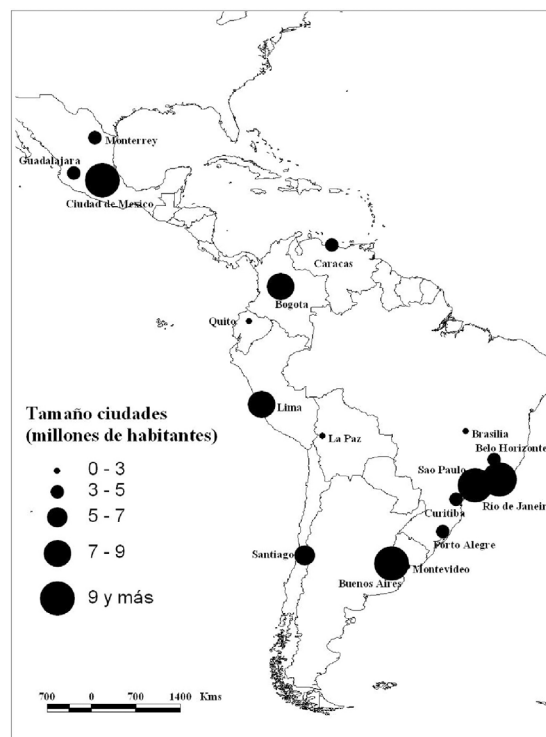 Monterrey
Guadalajara
Ciudad de Mexico
Caracas
Bogota
Quito
Lima
La Paz
Brasilia
Belo Horizonte
Sao Paulo
Rio de Janeir
Curitiba
Porto Alegre
Santiago
Montevideo
Buenos Aires
Tamaño ciudades
(millones de habitantes)
0 - 3
3 - 5
5 - 7
7 - 9
9 y más
700 0 700 1400 Kms